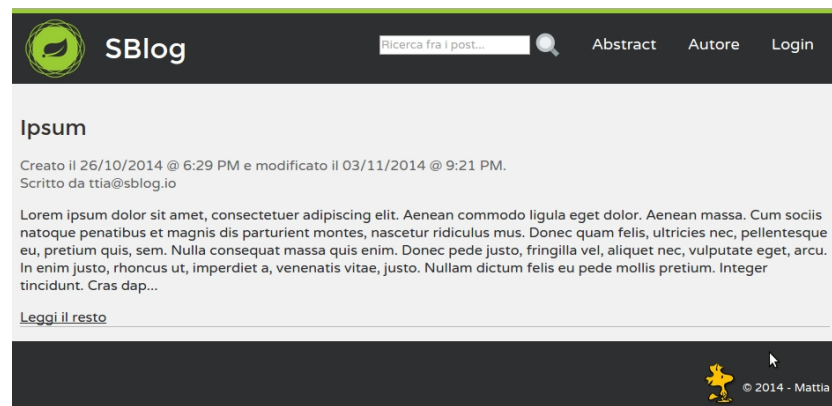 SBlog
Ricerca fra i post...
Abstract
Autore
Login
Ipsum
Creato il 26/10/2014 @ 6:29 PM e modificato il 03/11/2014 @ 9:21 PM.
Scritto da ttia@sblog.io
Lorem ipsum dolor sit amet, consectetuer adipiscing elit. Aenean commodo ligula eget dolor. Aenean massa. Cum sociis
natoque penatibus et magnis dis parturient montes, nascetur ridiculus mus. Donec quam felis, ultricies nec, pellentesque
eu, pretium quis, sem. Nulla consequat massa quis enim. Donec pede justo, fringilla vel, aliquet nec, vulputate eget, arcu.
In enim justo, rhoncus ut, imperdiet a, venenatis vitae, justo. Nullam dictum felis eu pede mollis pretium. Integer
tincidunt. Cras dap...
Leggi il resto
© 2014 - Mattia